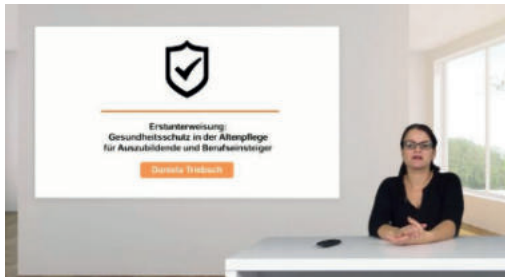 Erstunterweisung:
Gesundheitsschutz in der Altenpflege
für Auszubildende und Berufseinsteiger
Daniela Triebsch